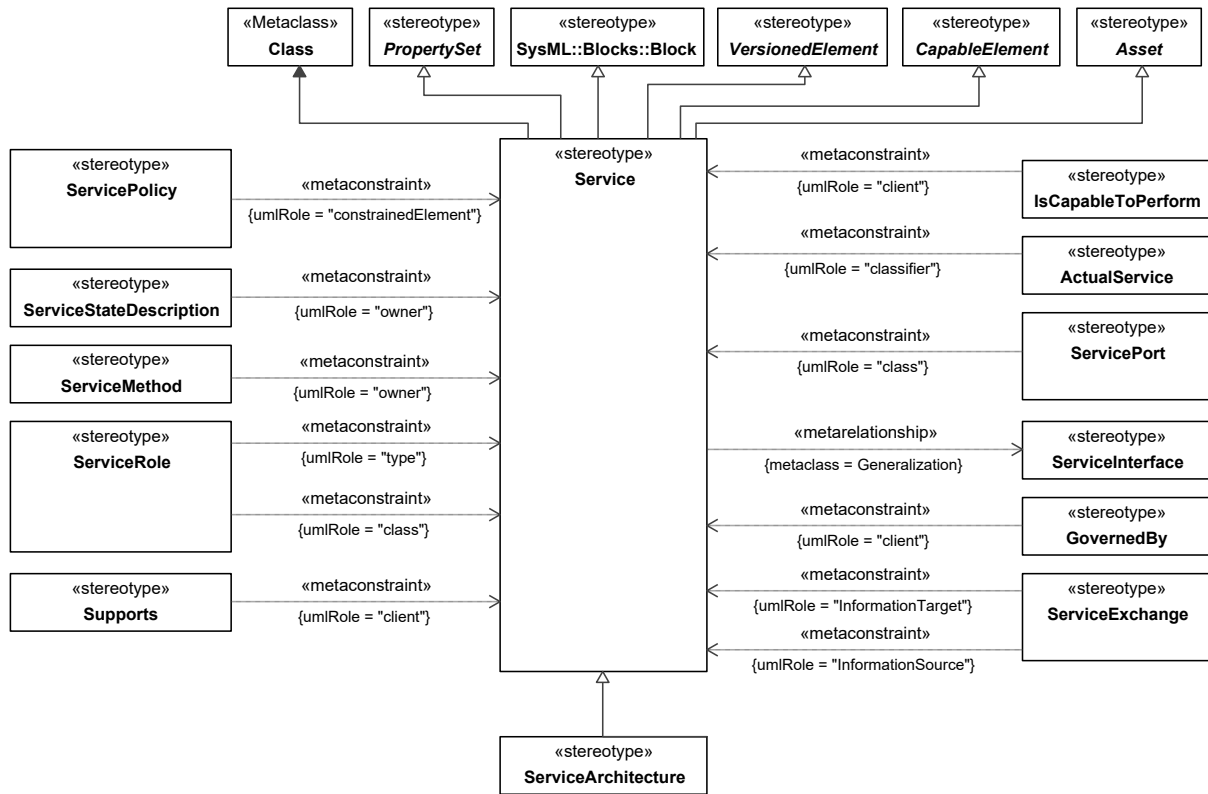 «Metaclass»
Class
«stereotype»
PropertySet
«stereotype»
SysML::Blocks::Block
«stereotype»
VersionedElement
«stereotype»
CapableElement
«stereotype»
Asset
«stereotype»
Service
«stereotype»
ServicePolicy
«metaconstraint»
{umlRole = "constrainedElement"}
«stereotype»
ServiceStateDescription
«metaconstraint»
{umlRole = "owner"}
«stereotype»
ServiceMethod
«metaconstraint»
{umlRole = "owner"}
«stereotype»
ServiceRole
«metaconstraint»
{umlRole = "type"}
«metaconstraint»
{umlRole = "class"}
«stereotype»
Supports
«metaconstraint»
{umlRole = "client"}
«metaconstraint»
{umlRole = "client"}
«stereotype»
IsCapableToPerform
«metaconstraint»
{umlRole = "classifier"}
«stereotype»
ActualService
«metaconstraint»
{umlRole = "class"}
«stereotype»
ServicePort
«metarelationship»
{metaclass = Generalization}
«stereotype»
ServiceInterface
«metaconstraint»
{umlRole = "client"}
«stereotype»
GovernedBy
«metaconstraint»
{umlRole = "InformationTarget"}
«stereotype»
ServiceExchange
«metaconstraint»
{umlRole = "InformationSource"}
«stereotype»
ServiceArchitecture